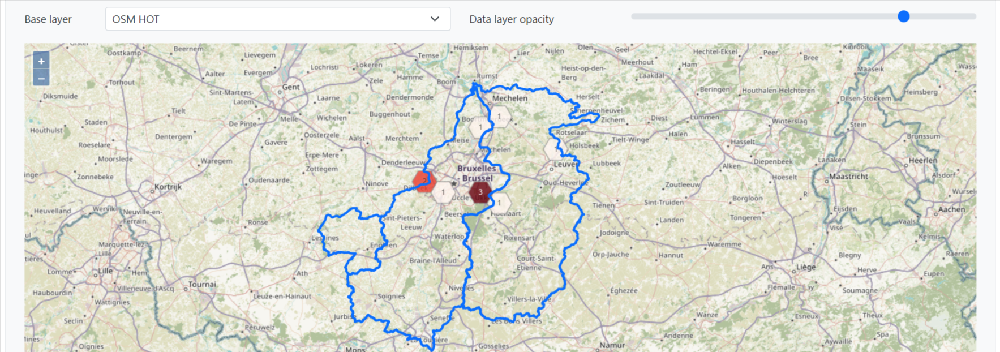 Base layer
OSM HOT
Data layer opacity
+
−
Oostkamp
Beernem
Lievegem
Temse
Hemiksem
Lier
Nijlen
Olen
Geel
Hechtel-Eksel
Peer
Bree
Kinrooi
Meerhout
Ham
Maaseik
Aalter
Evergem
Lochristi
Lokeren
Hamme
Boom
Rumst
Heist-op-den-
Berg
Laakdal
Torhout
Zele
Gent
Sint-Martens-
Latem
Beringen
Houthalen-Helchteren
Heinsberg
Diksmuide
Laarne
Dendermonde
Mechelen
Herselt
Dilsen-Stokkem
Tielt
Wichelen
Buggenhout
Scherpenheuvel-
Zichem
Diest
Lummen
Winterslag
Stein
Staden
De Pinte
Melle
1
1
Houthulst
Dentergem
Oosterzele
Aalst
Merchtem
Meise
Rotselaar
Tielt-Winge
Halen
Hasselt
Brunssum
Roeselare
Gavere
Machelen
1
Holsbeek
Moorslede
Waregem
Erpe-Mere
Denderleeuw
Leuven
Lubbeek
Alken
Diepenbeek
Lanaken
Heerlen
Zonnebeke
Zottegem
Bruxelles
- Brussel
Hoeselt
Maastricht
Alsdorf
Kortrijk
Oudenaarde
Ninove
2
Dilbeek
1
3
1
Uccle
Oud-Heverlee
Zoutleeuw
Heuvelland
Wervik
Neuville-en-
Ferrain
Ronse
Sint-Pieters-
Leeuw
Hoeilaart
Tienen
Sint-Truiden
Borgloon
Eijsden
Aachen
Landen
Tongeren
Vaals
Visé
Kelmis
Marquette-lez-
Lille
Waterloo
Rixensart
Jodoigne
Waremme
Raeren
Lessines
Enghien
Braine-l'Alleud
Court-Saint-
Etienne
Orp-Jauche
Hannut
Blegny
Lomme
Lille
Hem
Ath
Ans
Liège
Herve
Eupen
Tournai
Villeneuve-d'Ascq
Haubourdin
Wattignies
Leuze-en-Hainaut
Soignies
Nivelles
Villers-la-Ville
Éghezée
Flémalle
Soumagne
Seclin
Péruwelz
Jurbise
Seneffe
Les Bons Villers
Wanze
Esneux
Theux
Spa
Oignies
Mons
La Louvière
Gosselies
Namur
Andenne
Aywaille